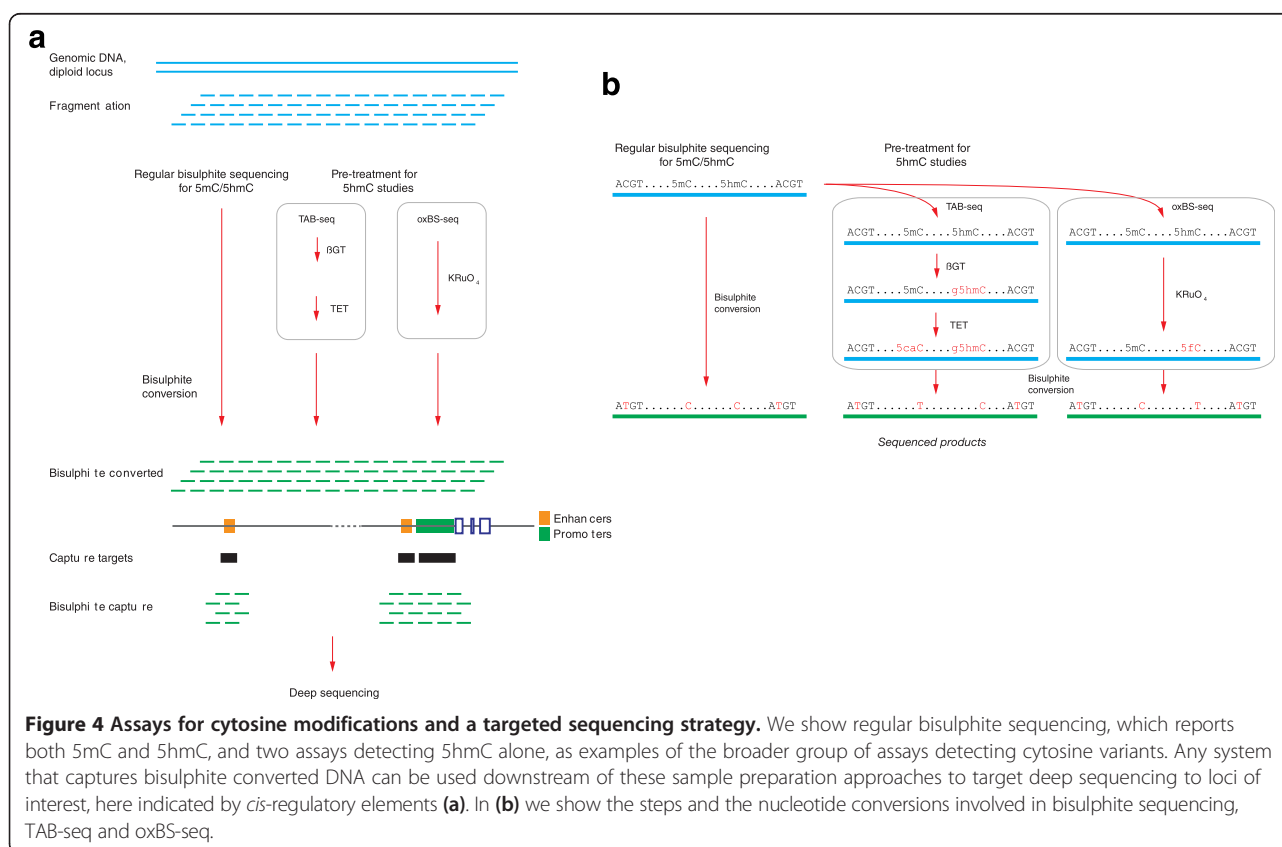 a
Genomic DNA,
diploid locus
Fragment ation
Regular bisulphite sequencing
for 5mC/5hmC
Pre-treatment for
5hmC studies
TAB-seq
ßGT
TET
oxBS-seq
KRuO4
Bisulphite
conversion
Bisulphi te converted
Enhan cers
Promo ters
Captu re targets
Bisulphi te captu re
Deep sequencing
b
Regular bisulphite sequencing
for 5mC/5hmC
Pre-treatment for
5hmC studies
ACGT....5mC....5hmC....ACGT
TAB-seq
oxBS-seq
ACGT....5mC....5hmC....ACGT
ACGT....5mC....5hmC....ACGT
ßGT
ACGT....5mC....g5hmC...ACGT
Bisulphite
conversion
KRuO4
TET
ACGT...5caC....g5hmC...ACGT
ACGT....5mC.....5fC....ACGT
Bisulphite
conversion
ATGT......C......C....ATGT
ATGT......T........C...ATGT
ATGT......C.......T....ATGT
Sequenced products
Figure 4 Assays for cytosine modifications and a targeted sequencing strategy. We show regular bisulphite sequencing, which reports
both 5mC and 5hmC, and two assays detecting 5hmC alone, as examples of the broader group of assays detecting cytosine variants. Any system
that captures bisulphite converted DNA can be used downstream of these sample preparation approaches to target deep sequencing to loci of
interest, here indicated by cis-regulatory elements (a). In (b) we show the steps and the nucleotide conversions involved in bisulphite sequencing,
TAB-seq and oxBS-seq.